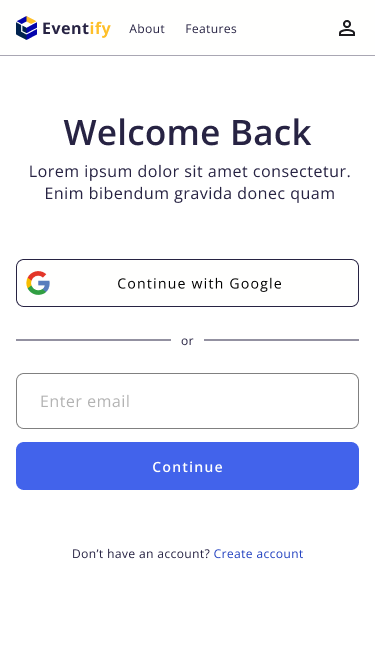 Eventify About Features
Welcome Back
Lorem ipsum dolor sit amet consectetur.
Enim bibendum gravida donec quam
Continue with Google
or
Enter email
Continue
Don't have an account? Create account